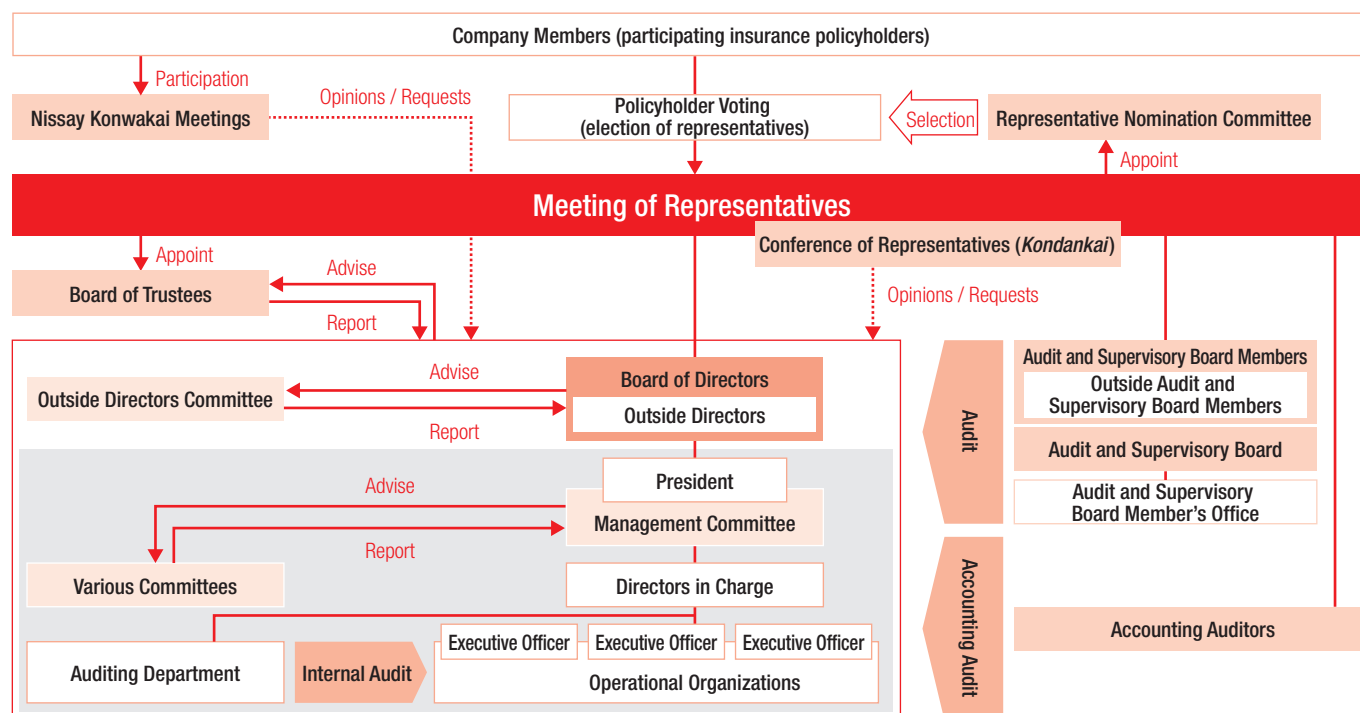 Company Members (participating insurance policyholders)
Participation
Opinions / Requests
Nissay Konwakai Meetings
Policyholder Voting
(election of representatives)
Selection
Representative Nomination Committee
Appoint
Meeting of Representatives
Conference of Representatives (Kondankai)
Appoint
Advise
Board of Trustees
Report
Opinions / Requests
Outside Directors Committee
Advise
Report
Board of Directors
Outside Directors
Audit
Audit and Supervisory Board Members
Outside Audit and
Supervisory Board Members
Audit and Supervisory Board
Audit and Supervisory
Board Member's Office
President
Advise
Management Committee
Report
Various Committees
Directors in Charge
Accounting Audit
Accounting Auditors
Executive Officer
Executive Officer
Executive Officer
Auditing Department
Internal Audit
Operational Organizations